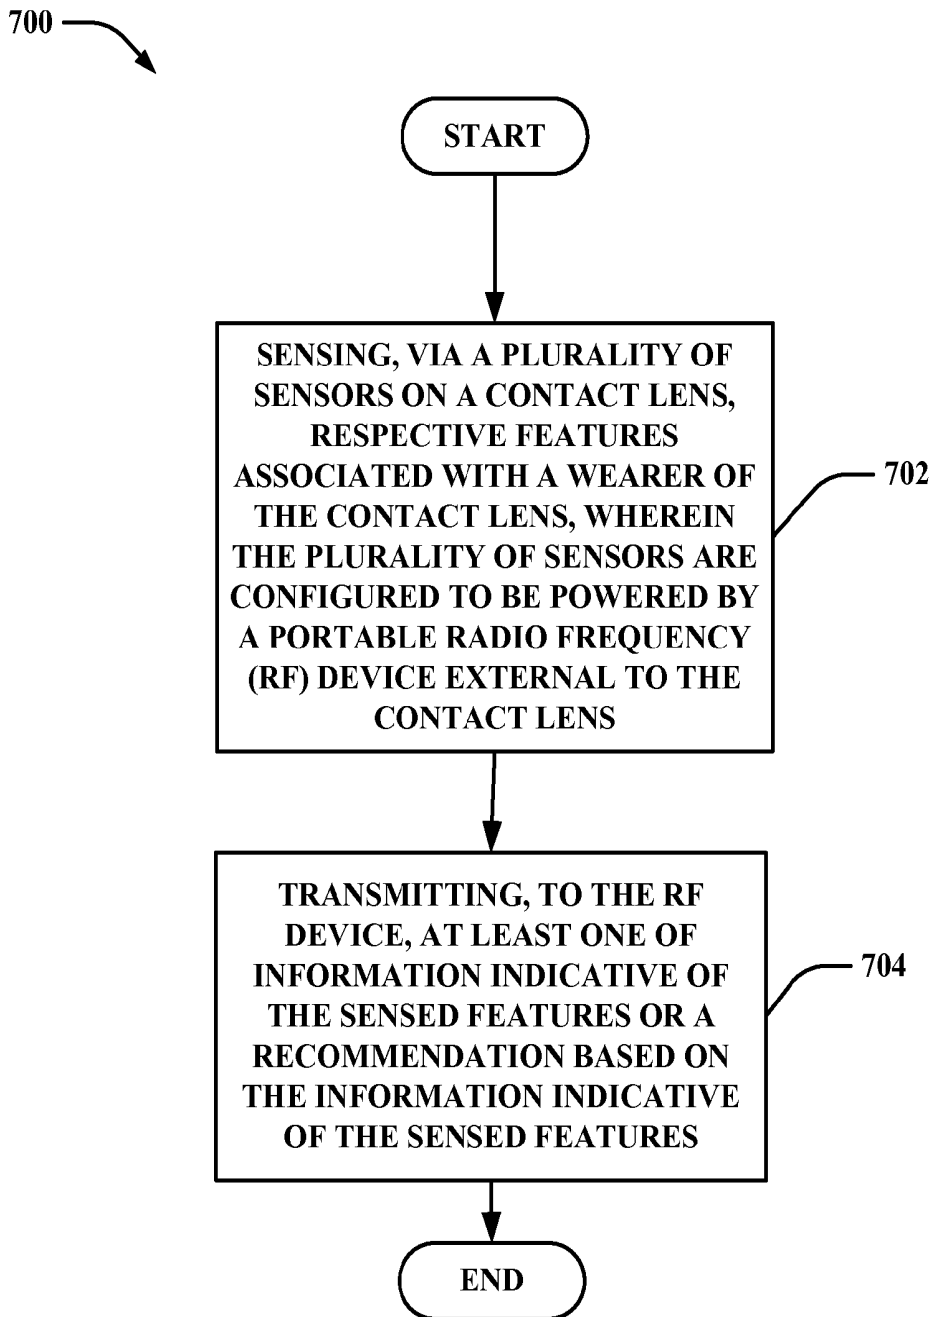 700
START
SENSING, VIA A PLURALITY OF
SENSORS ON A CONTACT LENS,
RESPECTIVE FEATURES
ASSOCIATED WITH A WEARER OF
THE CONTACT LENS, WHEREIN
THE PLURALITY OF SENSORS ARE
CONFIGURED TO BE POWERED BY
A PORTABLE RADIO FREQUENCY
(RF) DEVICE EXTERNAL TO THE
CONTACT LENS
702
TRANSMITTING, TO THE RF
DEVICE, AT LEAST ONE OF
INFORMATION INDICATIVE OF
THE SENSED FEATURES OR A
RECOMMENDATION BASED ON
THE INFORMATION INDICATIVE
OF THE SENSED FEATURES
704
END